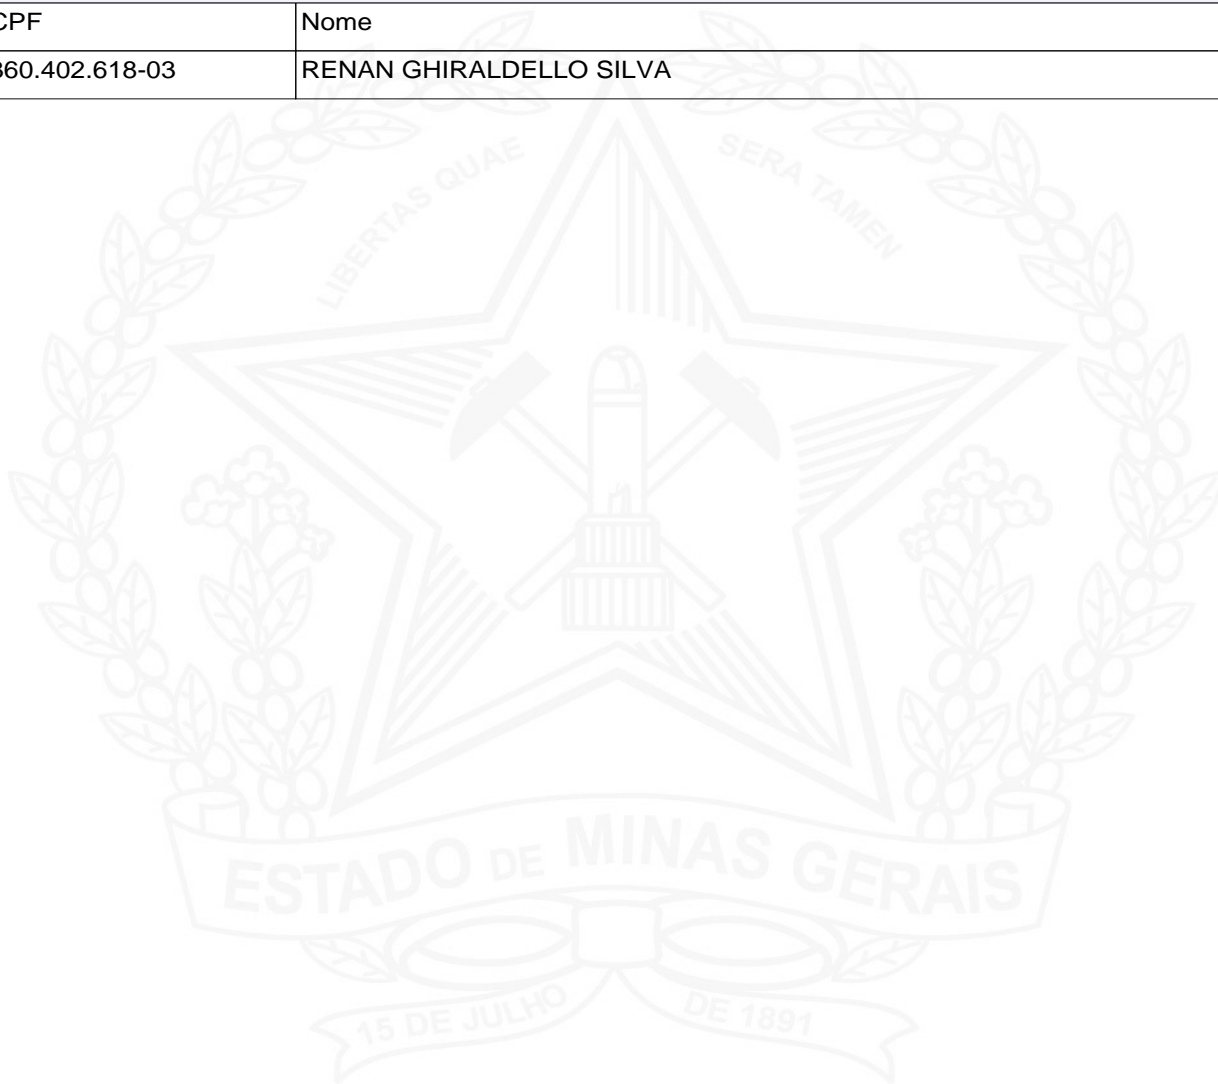 CPF Nome
360.402.618-03 RENAN GHIRALDELLO SILVA
LIBERTAS QUAE SERA TAMEN
ESTADO DE MINAS GERAIS
15 DE JULHO DE 1891